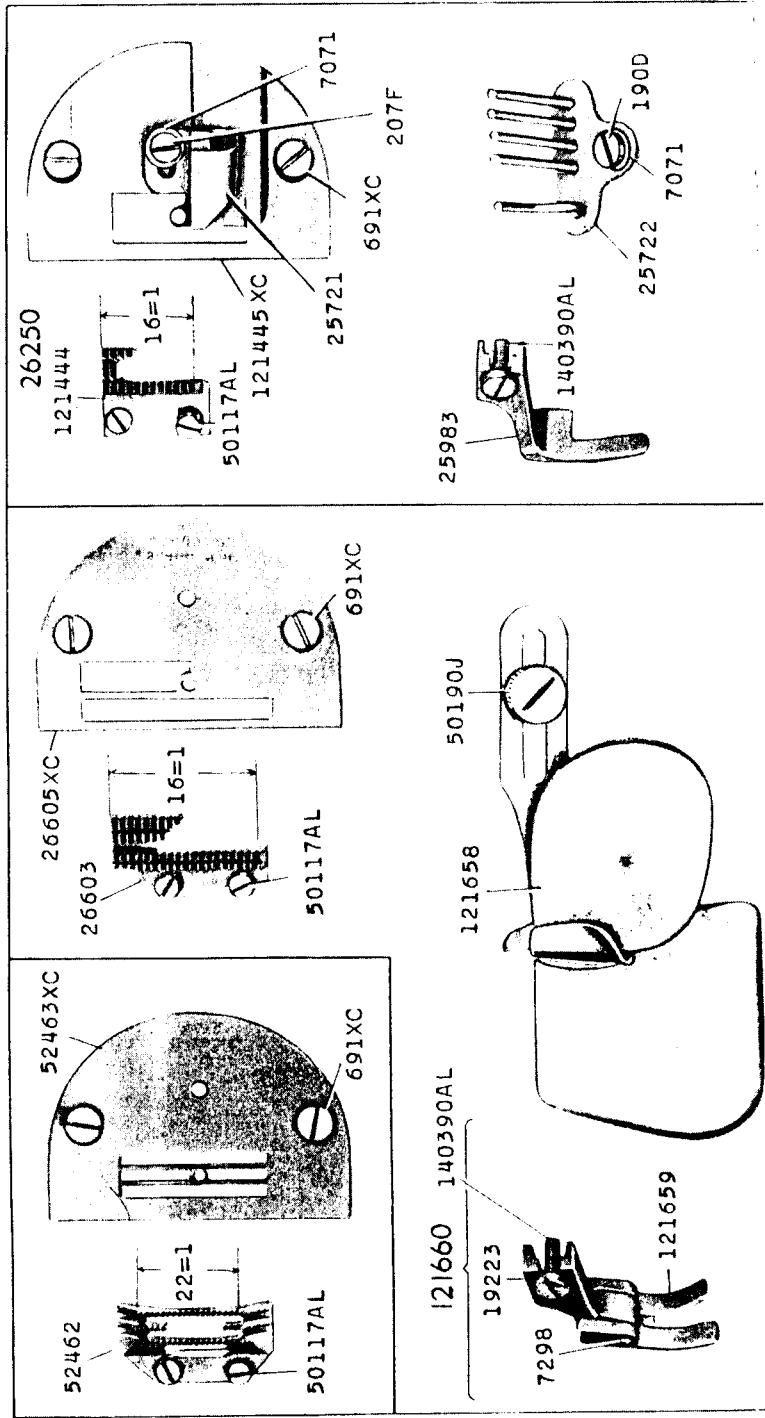 52462
22=1
50117AL
52463XC
691XC
26603
16=1
50117AL
26605XC
691XC
26250
121444
16=1
50117AL
121445XC
25721
691XC
207F
7071
121660
19223
140390AL
7298
121659
121658
50190J
25983
140390AL
25722
7071
190D